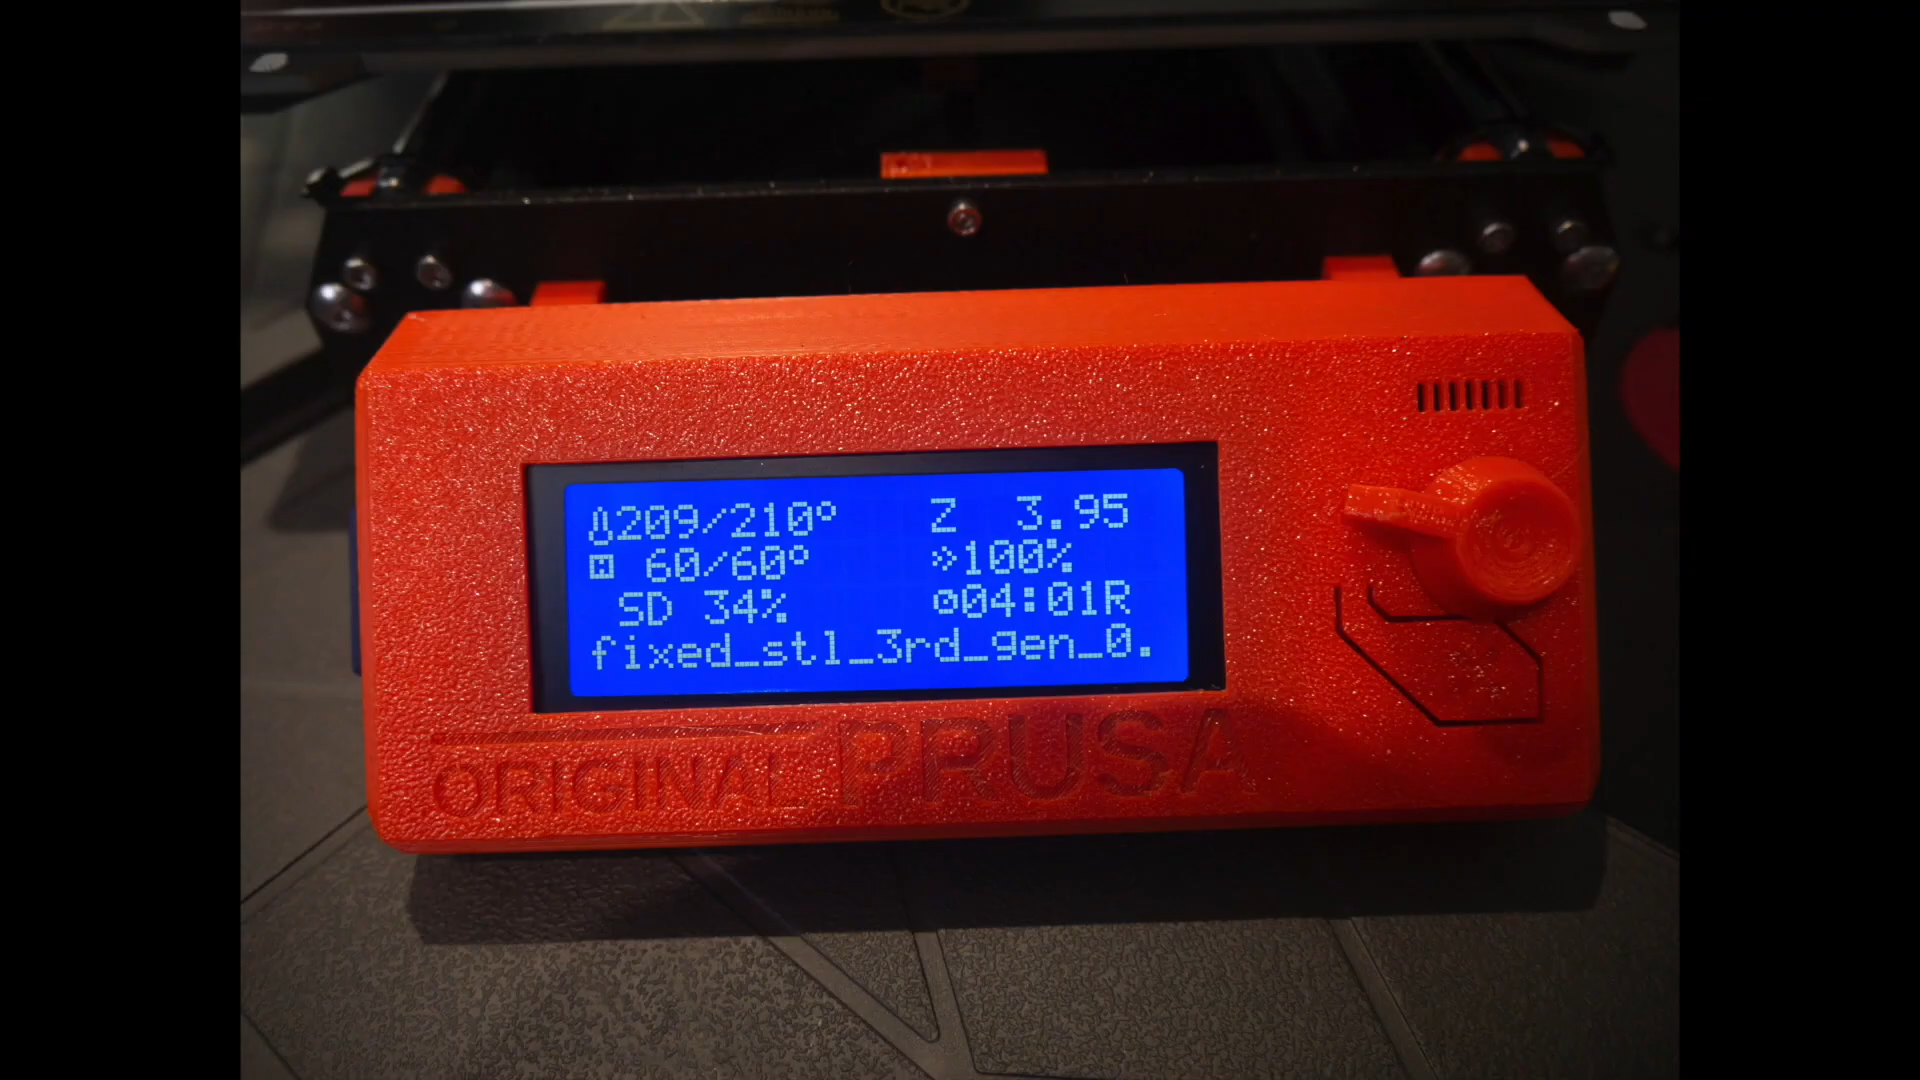 209/210°  Z 3.95
60/60°  100%
SD 34%  04:01R
fixed_stl_3rd_gen_0.
ORIGINAL PRUSA